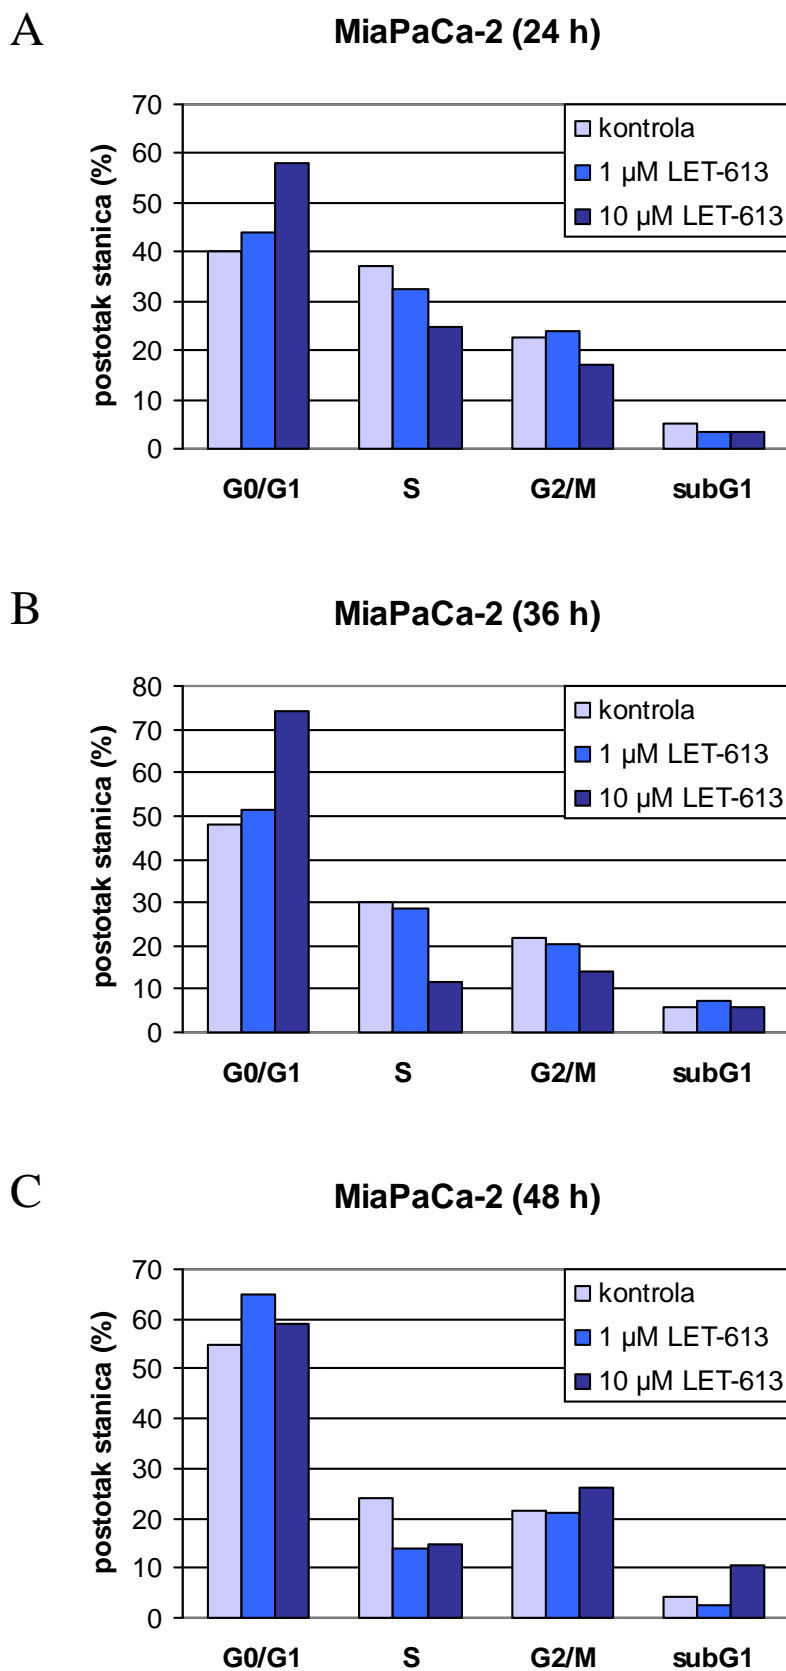 A
MiaPaCa-2 (24 h)
postotak stanica (%)
70
60
50
40
30
20
10
0
kontrola
1 µM LET-613
10 µM LET-613
G0/G1 S G2/M subG1
B
MiaPaCa-2 (36 h)
postotak stanica (%)
80
70
60
50
40
30
20
10
0
kontrola
1 µM LET-613
10 µM LET-613
G0/G1 S G2/M subG1
C
MiaPaCa-2 (48 h)
postotak stanica (%)
70
60
50
40
30
20
10
0
kontrola
1 µM LET-613
10 µM LET-613
G0/G1 S G2/M subG1